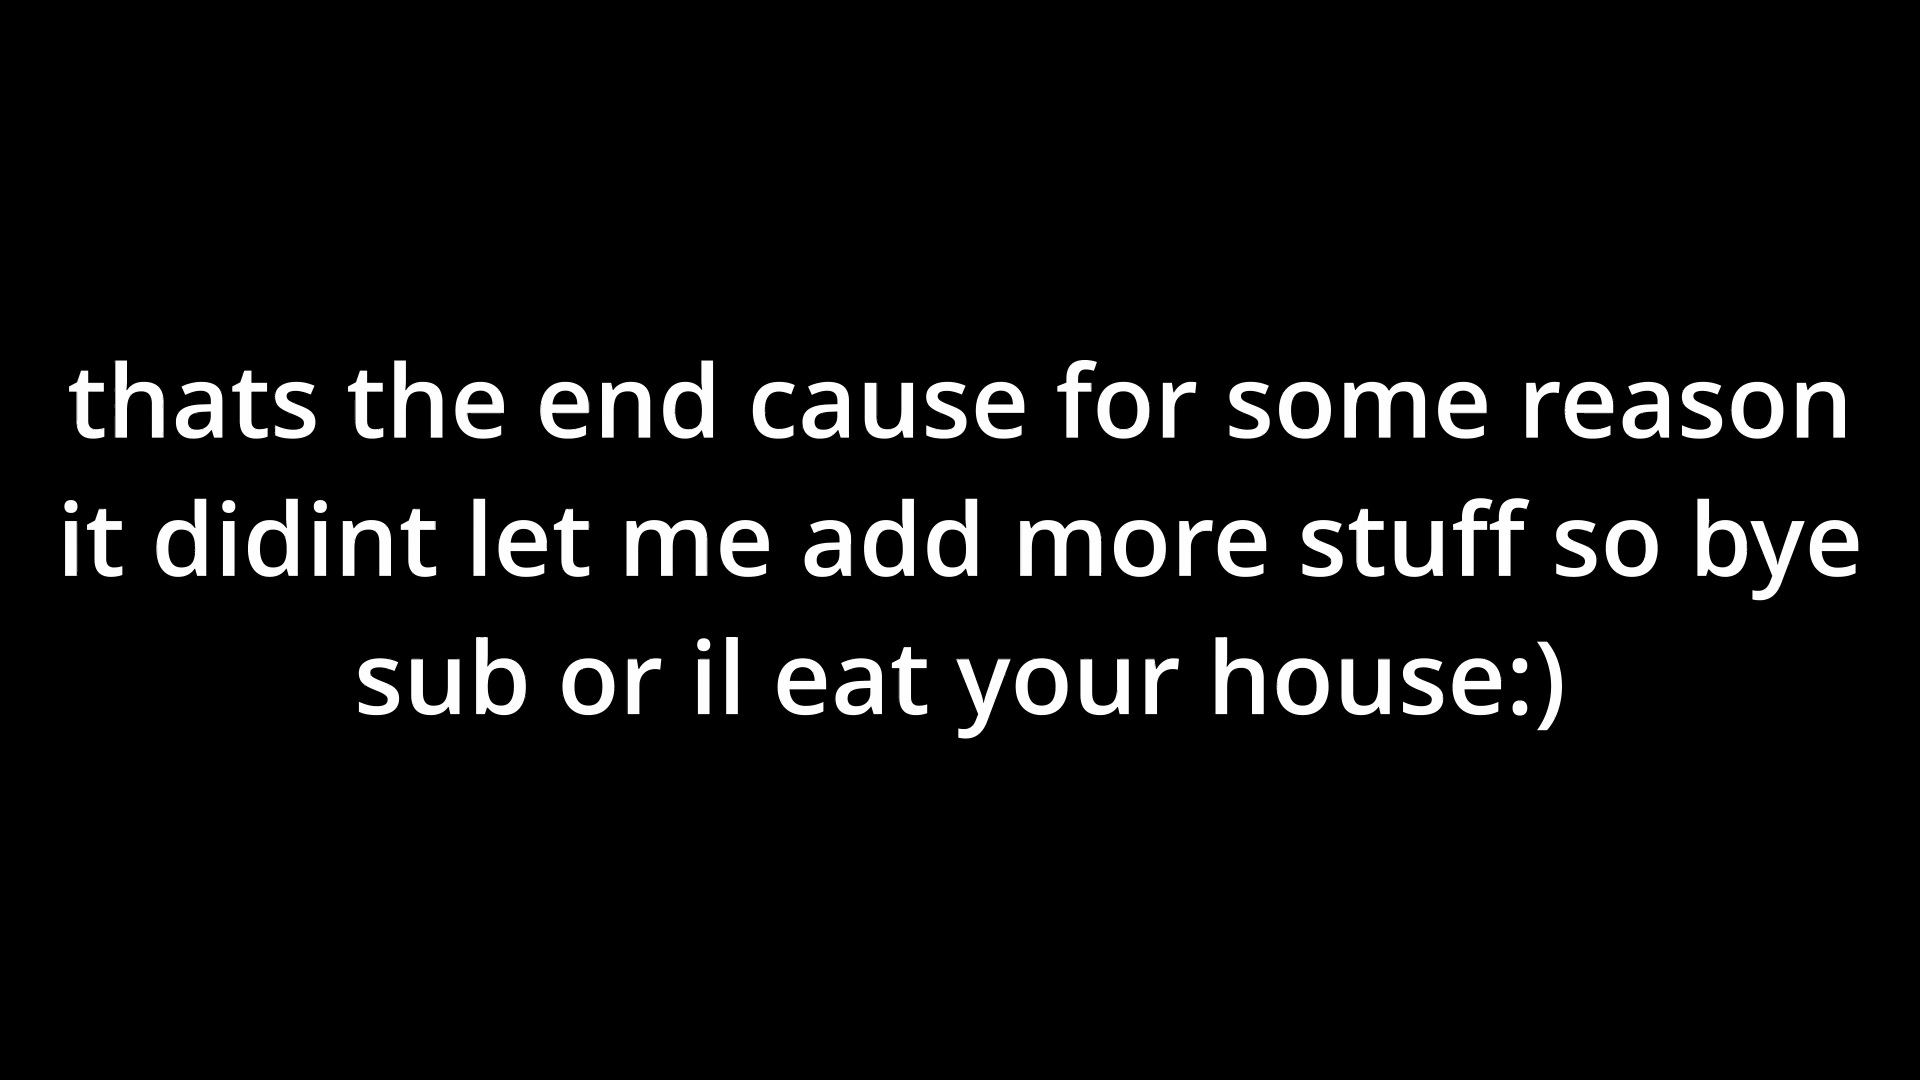 thats the end cause for some reason
it didint let me add more stuff so bye
sub or il eat your house:)